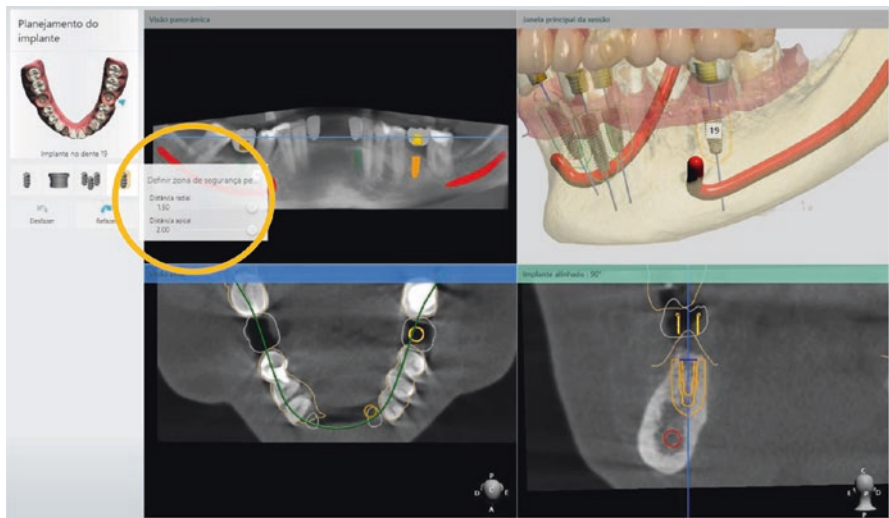 Planejamento do
implante
Implante no dente 19
Desfazer
Refazer
Definir zona de segurança pe...
Distância radial
1.50
Distância apical
2.00
Visão panorâmica
Janela principal da sessão
19
Implante alinhado : 90°
P
D C E
A
C
E P D
P